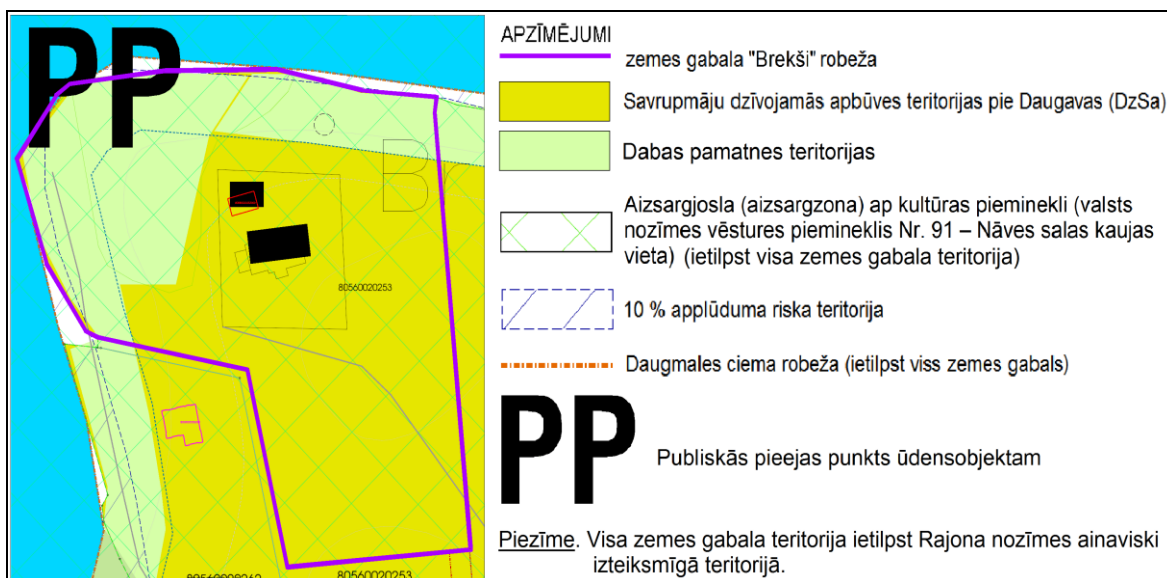 PP
B
80560020253
80560020253
APZĪMĒJUMI
zemes gabala "Brekši" robeža
Savrupmāju dzīvojamās apbūves teritorijas pie Daugavas (DzSa)
Dabas pamatnes teritorijas
Aizsargjosla (aizsargzona) ap kultūras pieminekli (valsts
nozīmes vēstures piemineklis Nr. 91 – Nāves salas kaujas
vieta) (ietilpst visa zemes gabala teritorija)
10 % applūduma riska teritorija
Daugmales ciema robeža (ietilpst viss zemes gabals)
PP
Publiskās pieejas punkts ūdensobjektam
Piezīme. Visa zemes gabala teritorija ietilpst Rajona nozīmes ainaviski
izteiksmīgā teritorijā.